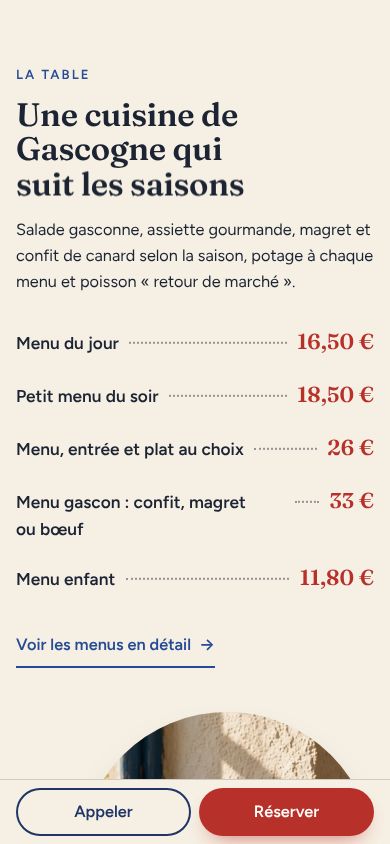 LA TABLE
Une cuisine de
Gascogne qui
suit les saisons
Salade gasconne, assiette gourmande, magret et
confit de canard selon la saison, potage à chaque
menu et poisson « retour de marché ».
Menu du jour 16,50 €
Petit menu du soir 18,50 €
Menu, entrée et plat au choix 26 €
Menu gascon : confit, magret 33 €
ou bœuf
Menu enfant 11,80 €
Voir les menus en détail →
Appeler Réserver